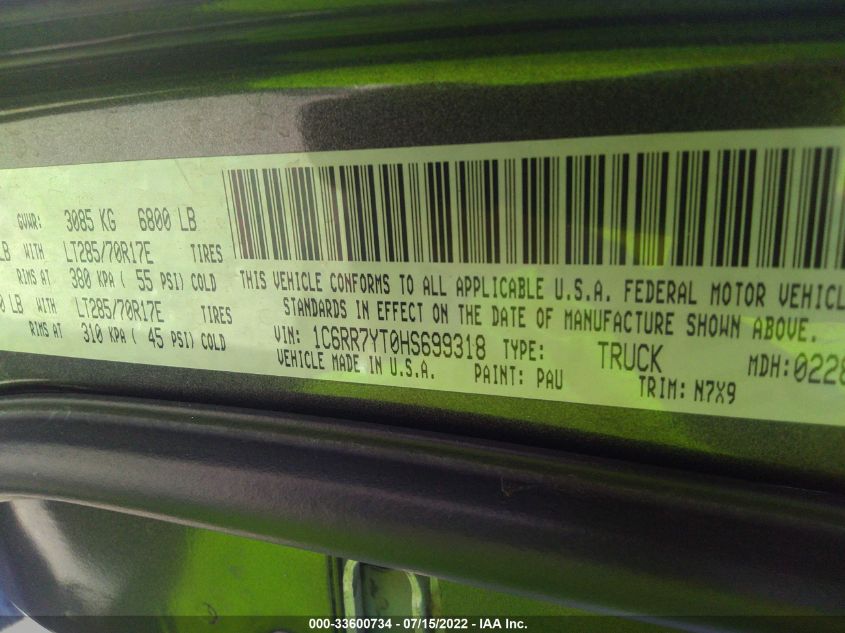 GVWR: 3085 KG 6800 LB
LB WITH LT285/70R17E TIRES
RIMS AT 380 KPA ( 55 PSI) COLD
0 LB WITH LT285/70R17E TIRES
RIMS AT 310 KPA ( 45 PSI) COLD
THIS VEHICLE CONFORMS TO ALL APPLICABLE U.S.A. FEDERAL MOTOR VEHICL
STANDARDS IN EFFECT ON THE DATE OF MANUFACTURE SHOWN ABOVE.
VIN: 1C6RR7YT0HS699318 TYPE: TRUCK MDH:0228
VEHICLE MADE IN U.S.A. PAINT: PAU TRIM: N7X9
000-33600734 - 07/15/2022 - IAA Inc.